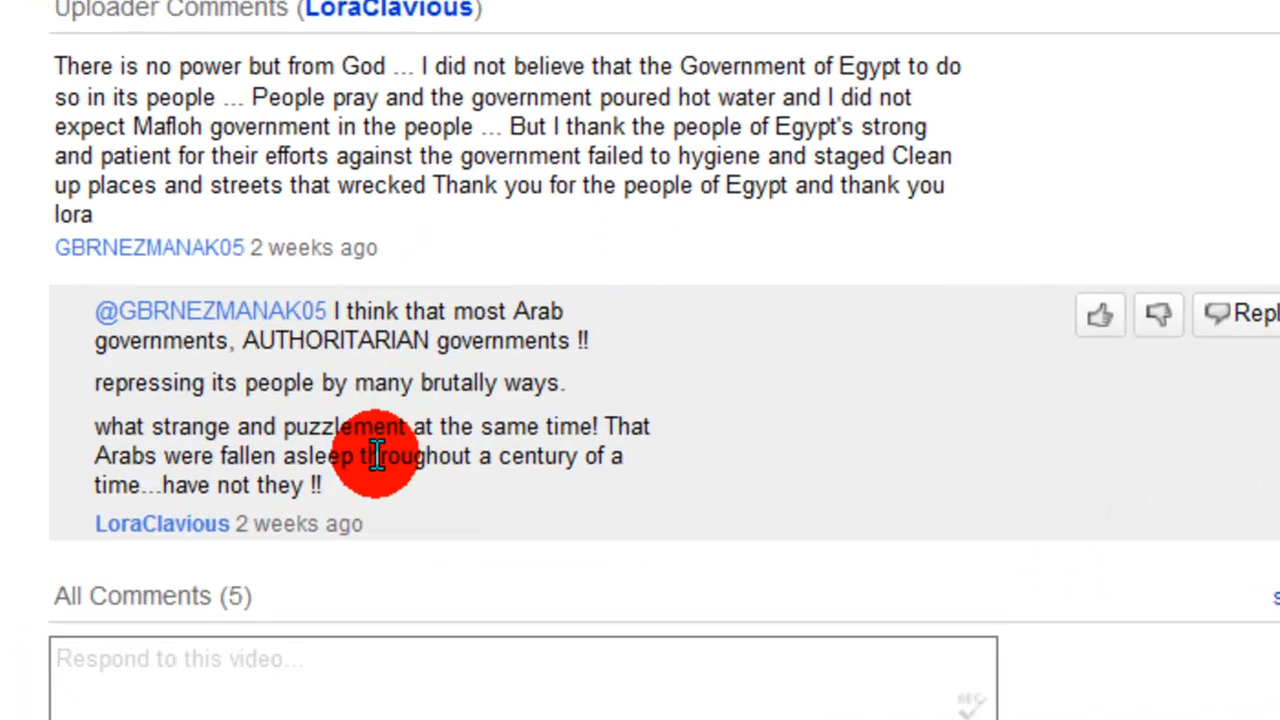 Uploader Comments (LoraClavious)
There is no power but from God ... I did not believe that the Government of Egypt to do
so in its people ... People pray and the government poured hot water and I did not
expect Mafloh government in the people ... But I thank the people of Egypt's strong
and patient for their efforts against the government failed to hygiene and staged Clean
up places and streets that wrecked Thank you for the people of Egypt and thank you
lora
GBRNEZMANAK05 2 weeks ago
@GBRNEZMANAK05 I think that most Arab
governments, AUTHORITARIAN governments !!
repressing its people by many brutally ways.
what strange and puzzlement at the same time! That
Arabs were fallen asleep throughout a century of a
time...have not they !!
LoraClavious 2 weeks ago
All Comments (5)
Respond to this video...